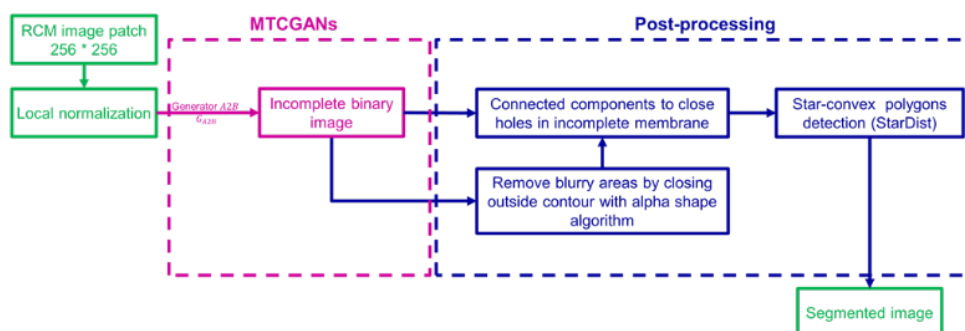 MTCGANs
Post-processing
RCM image patch
256 * 256
Local normalization
Generator A2B
G_A2B
Incomplete binary
image
Connected components to close
holes in incomplete membrane
Star-convex polygons
detection (StarDist)
Remove blurry areas by closing
outside contour with alpha shape
algorithm
Segmented image